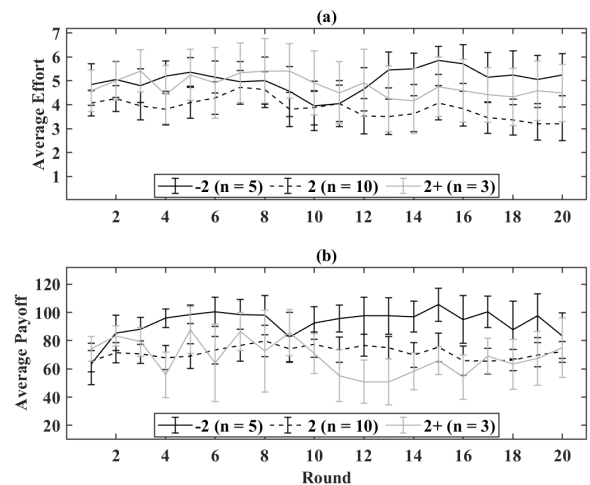 (a)
7
6
5
4
3
2
1
Average Effort
2 4 6 8 10 12 14 16 18 20
-2 (n = 5) 2 (n = 10) 2+ (n = 3)
(b)
120
100
80
60
40
20
Average Payoff
-2 (n = 5) 2 (n = 10) 2+ (n = 3)
2 4 6 8 10 12 14 16 18 20
Round